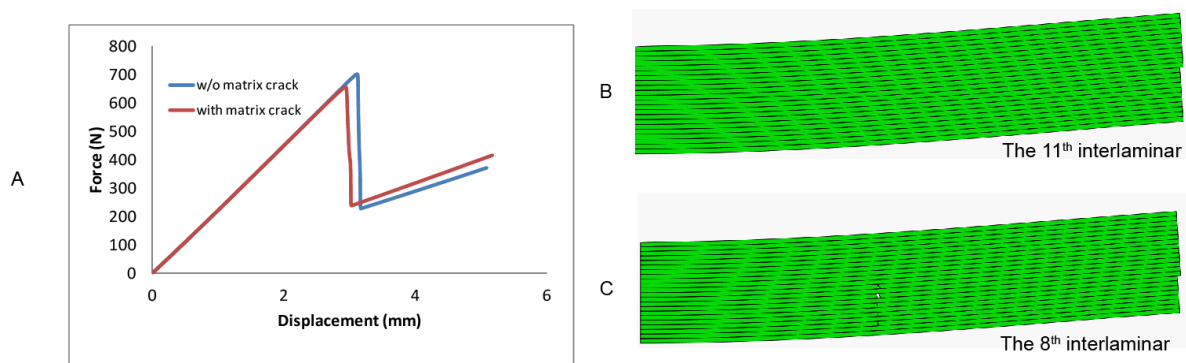 A
800
700
600
500
400
300
200
100
0
Force (N)
w/o matrix crack
with matrix crack
0 2 4 6
Displacement (mm)
B
The 11th interlaminar
C
The 8th interlaminar